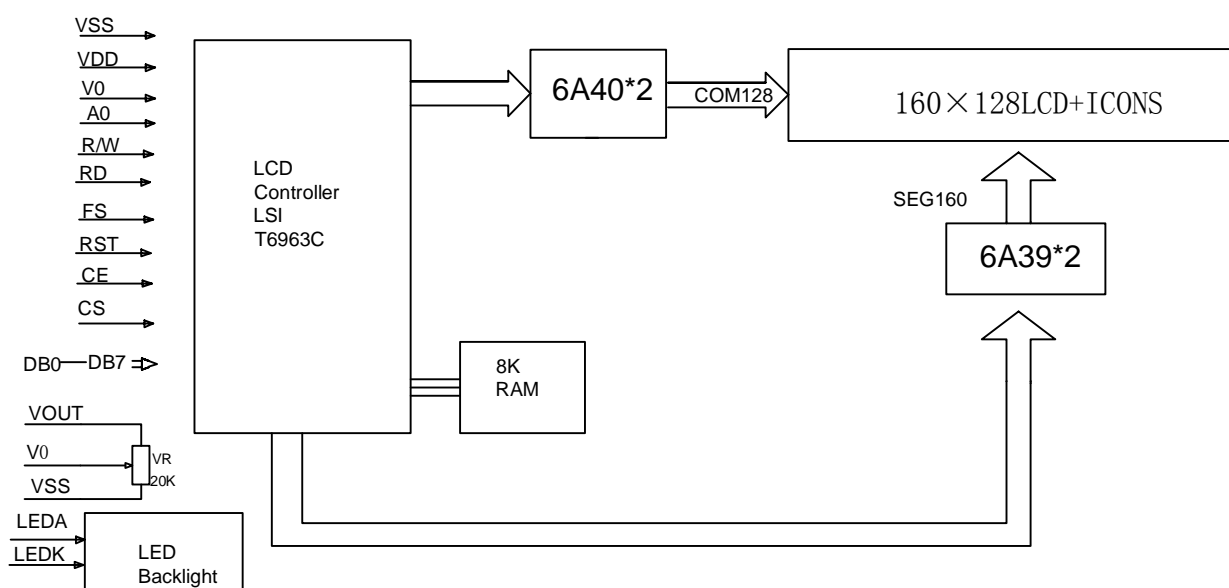 VSS
VDD
V0
A0
R/W
RD
FS
RST
CE
CS
DB0 DB7
VOUT
V0
VSS
VR
20K
LEDA
LEDK
LED
Backlight
LCD
Controller
LSI
T6963C
8K
RAM
6A40*2
COM128
160×128LCD+ICONS
SEG160
6A39*2